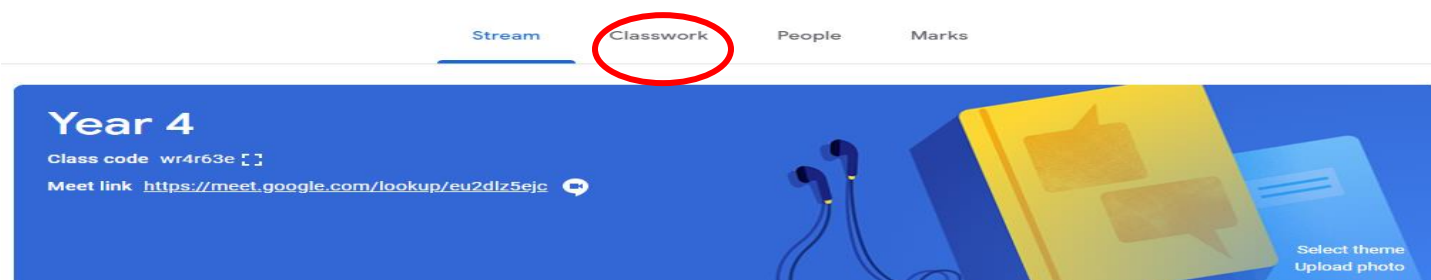 Stream Classwork People Marks
Year 4
Class code wr4r63e
Meet link https://meet.google.com/lookup/eu2dlz5ejc
Select theme
Upload photo